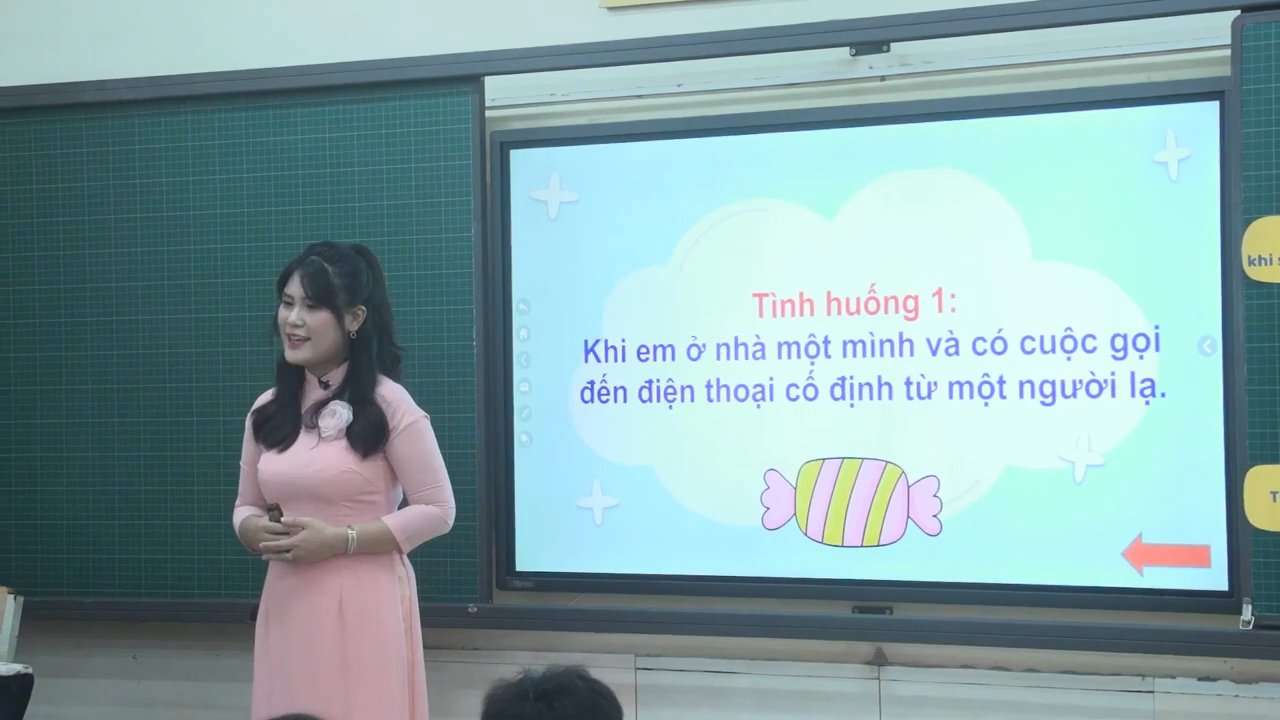 Tình huống 1:
Khi em ở nhà một mình và có cuộc gọi
đến điện thoại cố định từ một người lạ.
khi
T